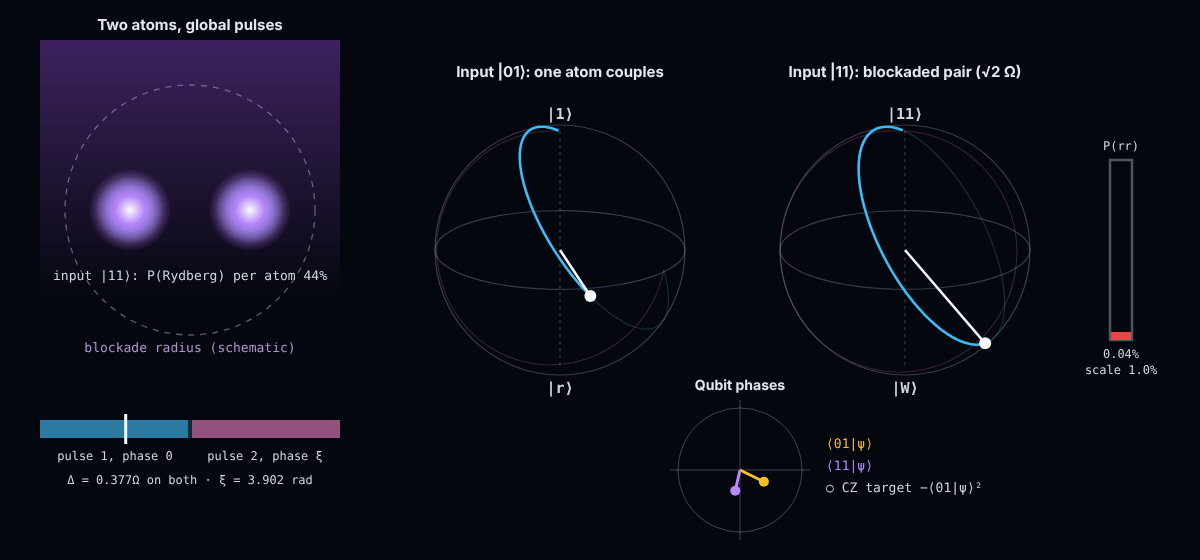 Two atoms, global pulses
input |11⟩: P(Rydberg) per atom 44%
blockade radius (schematic)
pulse 1, phase 0
pulse 2, phase ξ
Δ = 0.377Ω on both · ξ = 3.902 rad
Input |01⟩: one atom couples
|1⟩
|r⟩
Input |11⟩: blockaded pair (√2 Ω)
|11⟩
|W⟩
P(rr)
0.04%
scale 1.0%
Qubit phases
⟨01|ψ⟩
⟨11|ψ⟩
○ CZ target −⟨01|ψ⟩²